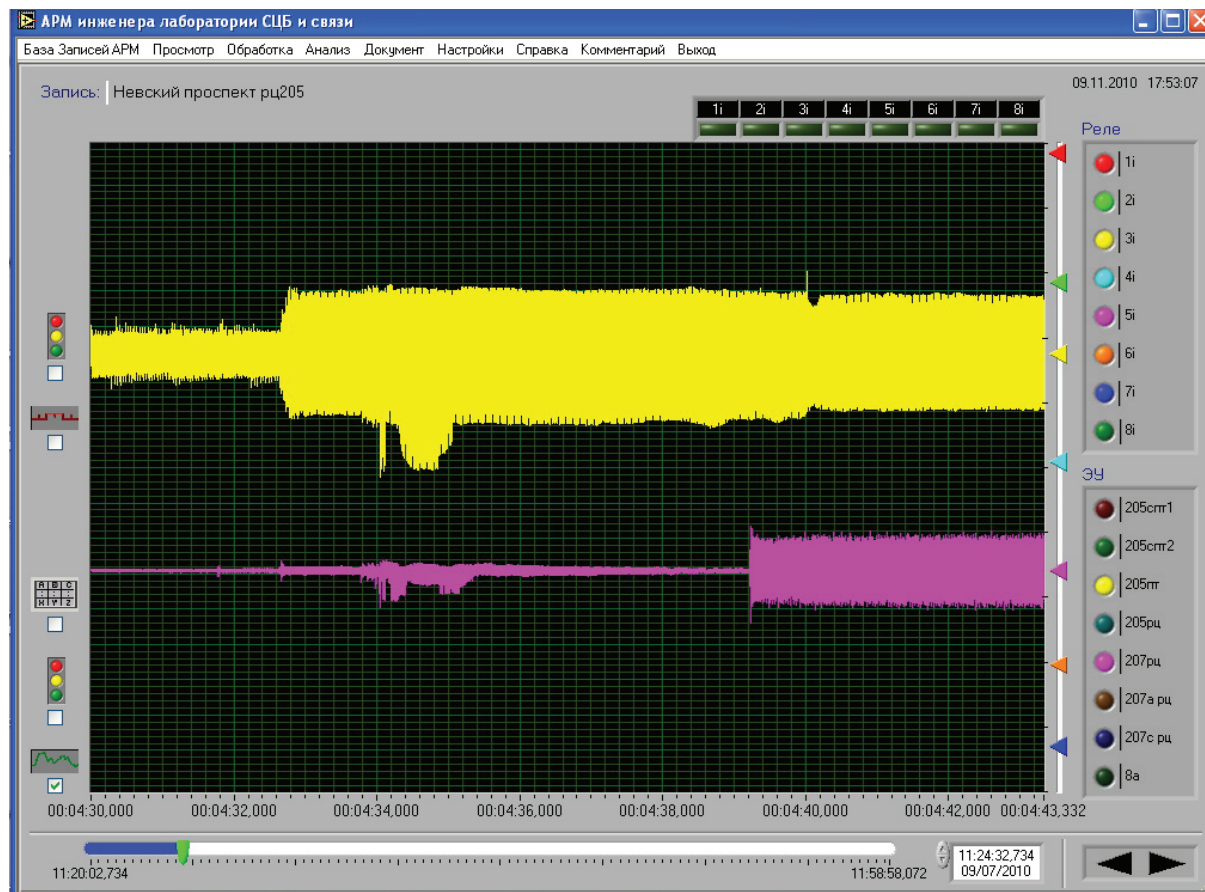 АРМ инженера лаборатории СЦБ и связи
База Записей АРМ Просмотр Обработка Анализ Документ Настройки Справка Комментарий Выход
09.11.2010 17:53:07
Запись: Невский проспект рц205
1i 2i 3i 4i 5i 6i 7i 8i
Реле
1i
2i
3i
4i
5i
6i
7i
8i
ЭУ
205спт1
205спт2
205пт
205рц
207рц
207а рц
207с рц
8а
A B C
X Y Z
00:04:30,000 00:04:32,000 00:04:34,000 00:04:36,000 00:04:38,000 00:04:40,000 00:04:42,000 00:04:43,332
11:20:02,734 11:58:58,072
11:24:32,734
09/07/2010